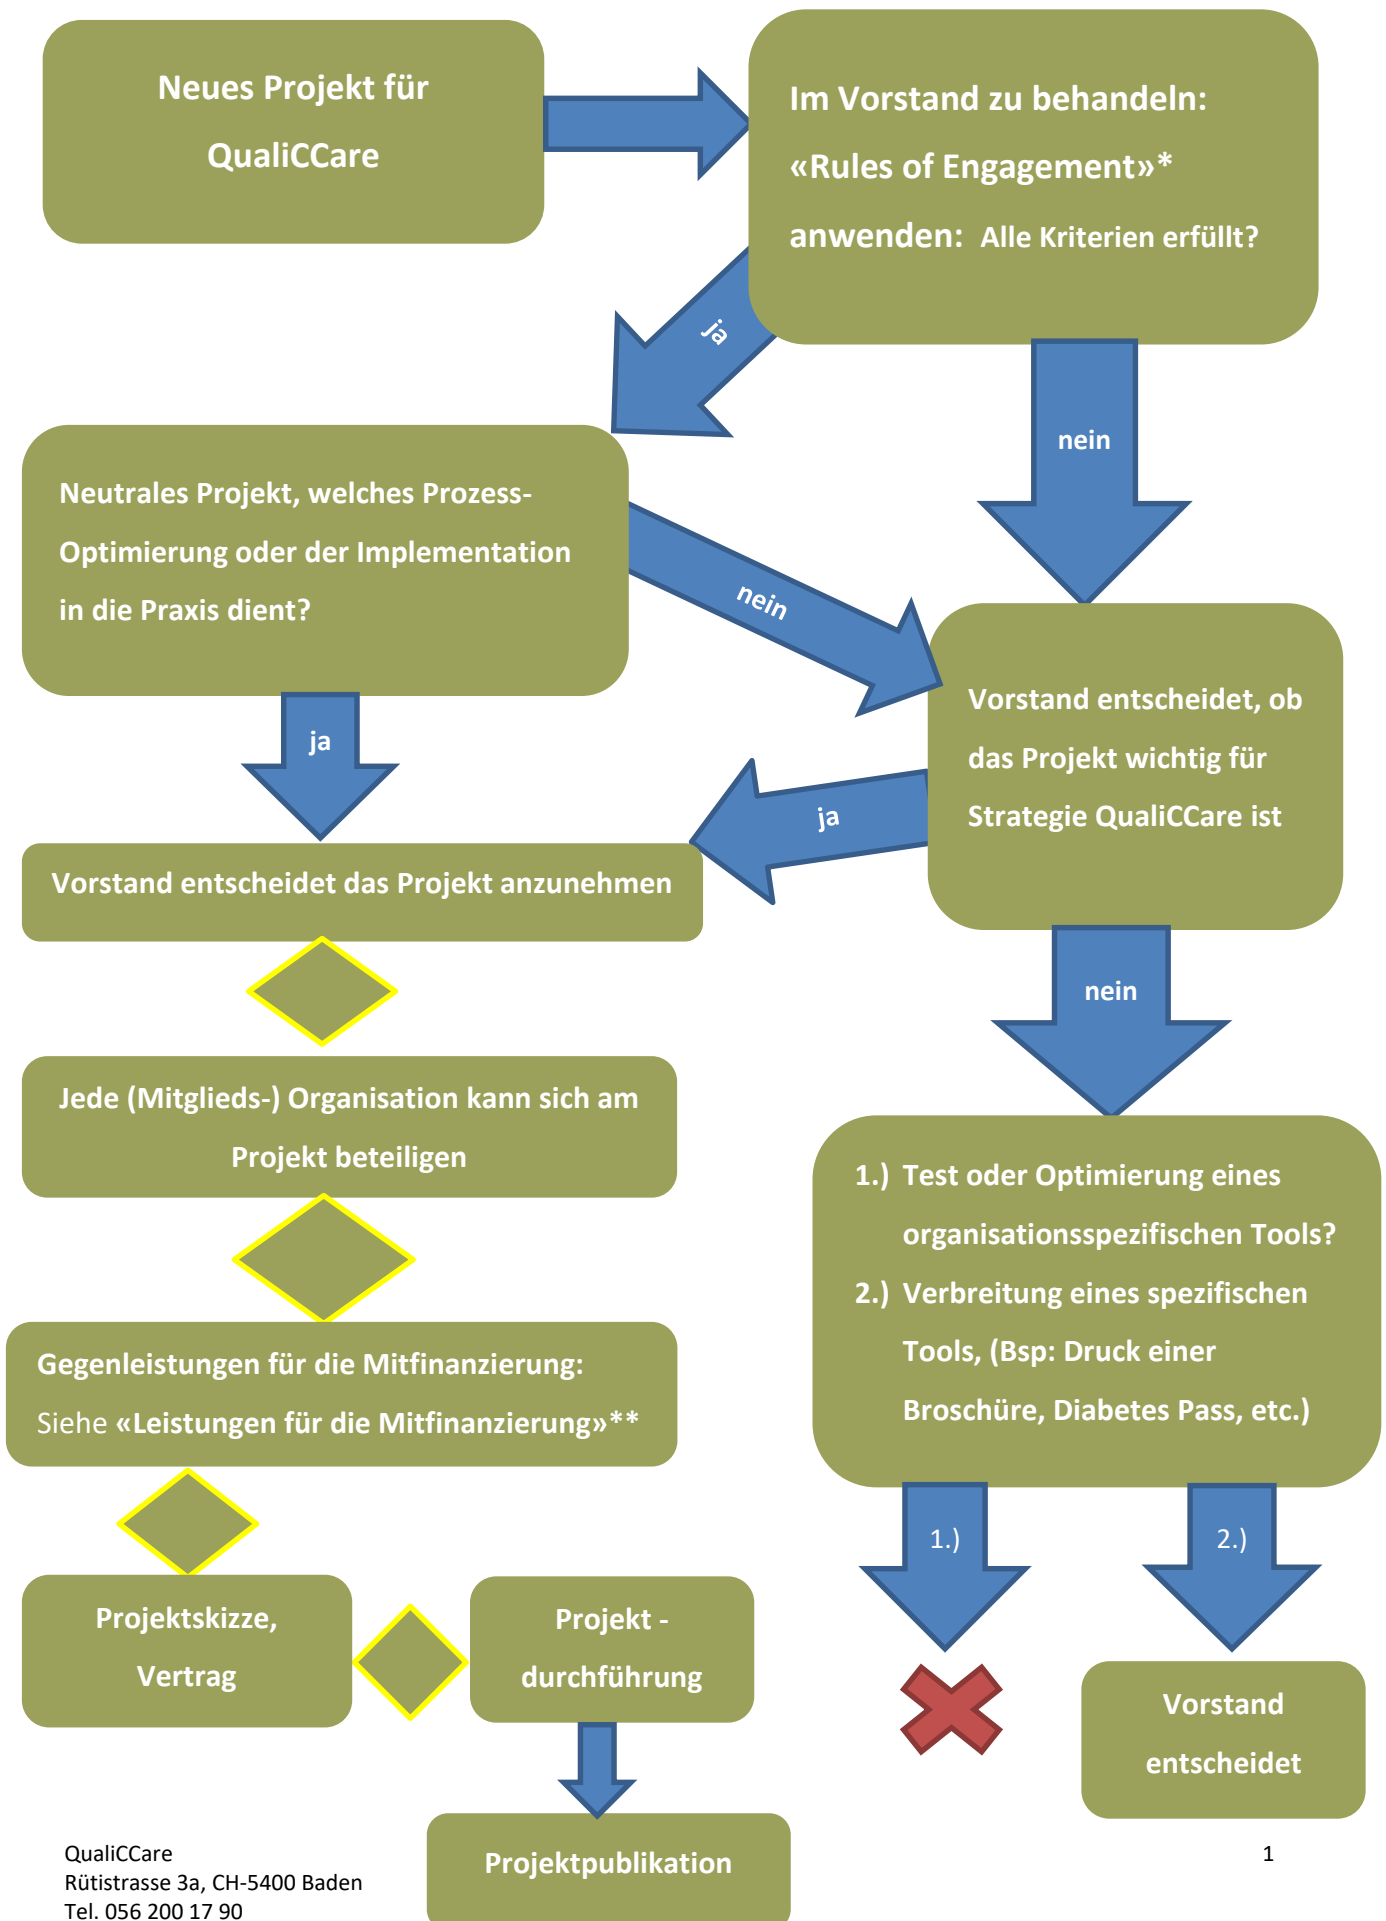 Neues Projekt für
QualiCCare
Im Vorstand zu behandeln:
«Rules of Engagement»*
anwenden: Alle Kriterien erfüllt?
ja
nein
Neutrales Projekt, welches Prozess-
Optimierung oder der Implementation
in die Praxis dient?
nein
ja
Vorstand entscheidet, ob
das Projekt wichtig für
Strategie QualiCCare ist
ja
Vorstand entscheidet das Projekt anzunehmen
nein
Jede (Mitglieds-) Organisation kann sich am
Projekt beteiligen
1.) Test oder Optimierung eines
organisationsspezifischen Tools?
2.) Verbreitung eines spezifischen
Tools, (Bsp: Druck einer
Broschüre, Diabetes Pass, etc.)
Gegenleistungen für die Mitfinanzierung:
Siehe «Leistungen für die Mitfinanzierung»**
1.)
2.)
Projektskizze,
Vertrag
Projekt -
durchführung
Vorstand
entscheidet
Projektpublikation
QualiCCare
Rütistrasse 3a, CH-5400 Baden
Tel. 056 200 17 90
1